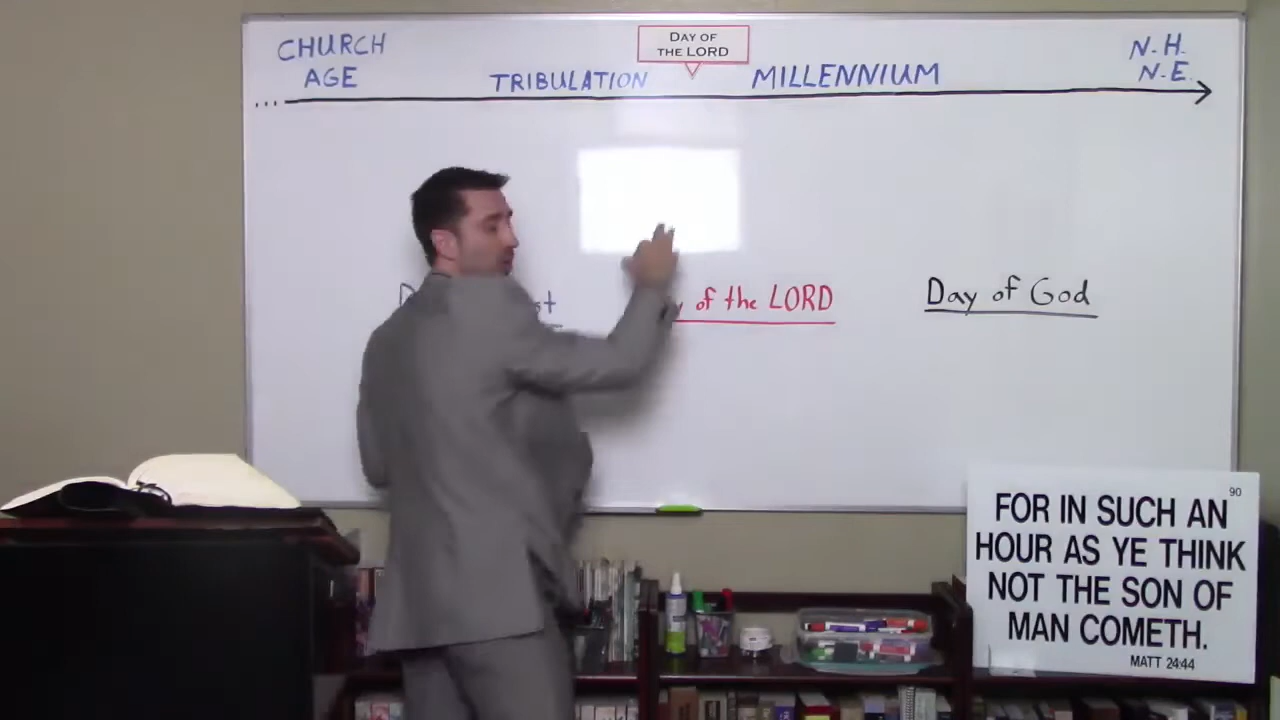 CHURCH
AGE
TRIBULATION
DAY OF
THE LORD
MILLENNIUM
N.H.
N.E.
...
of the LORD
Day of God
90
FOR IN SUCH AN
HOUR AS YE THINK
NOT THE SON OF
MAN COMETH.
MATT 24:44